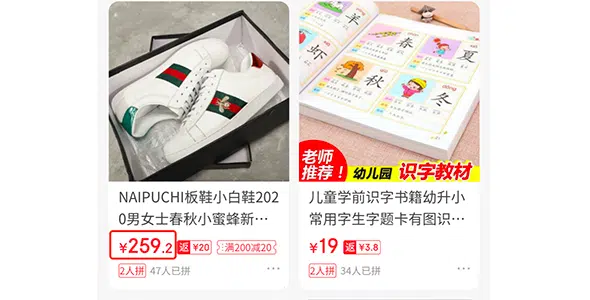 NAIPUCHI板鞋小白鞋202
0男女士春秋小蜜蜂新…
¥259.2
返 ¥20
满200减20
2人拼
47人已拼
羊
虾
春
夏
秋
冬
dōng
老师
推荐！
幼儿园 识字教材
儿童学前识字书籍幼升小
常用字生字题卡有图识…
¥19
返 ¥3.8
2人拼
34人已拼